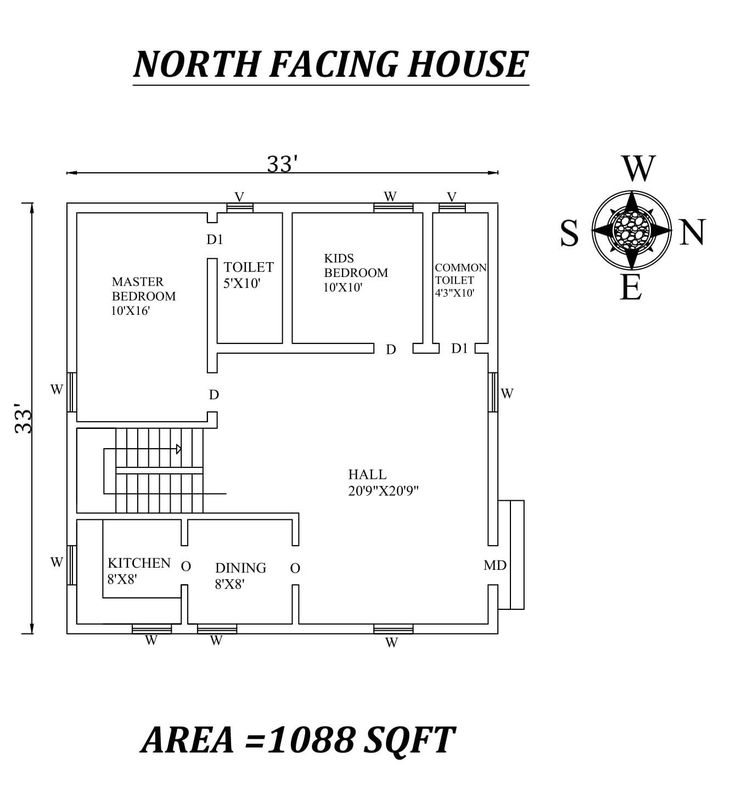 NORTH FACING HOUSE
33'
W
S
N
E
V
W
V
D1
TOILET
5'X10'
KIDS
BEDROOM
10'X10'
COMMON
TOILET
4'3"X10'
MASTER
BEDROOM
10'X16'
D
D1
W
D
W
33'
HALL
20'9"X20'9"
W
KITCHEN
8'X8'
O
DINING
8'X8'
O
MD
W
W
W
AREA =1088 SQFT